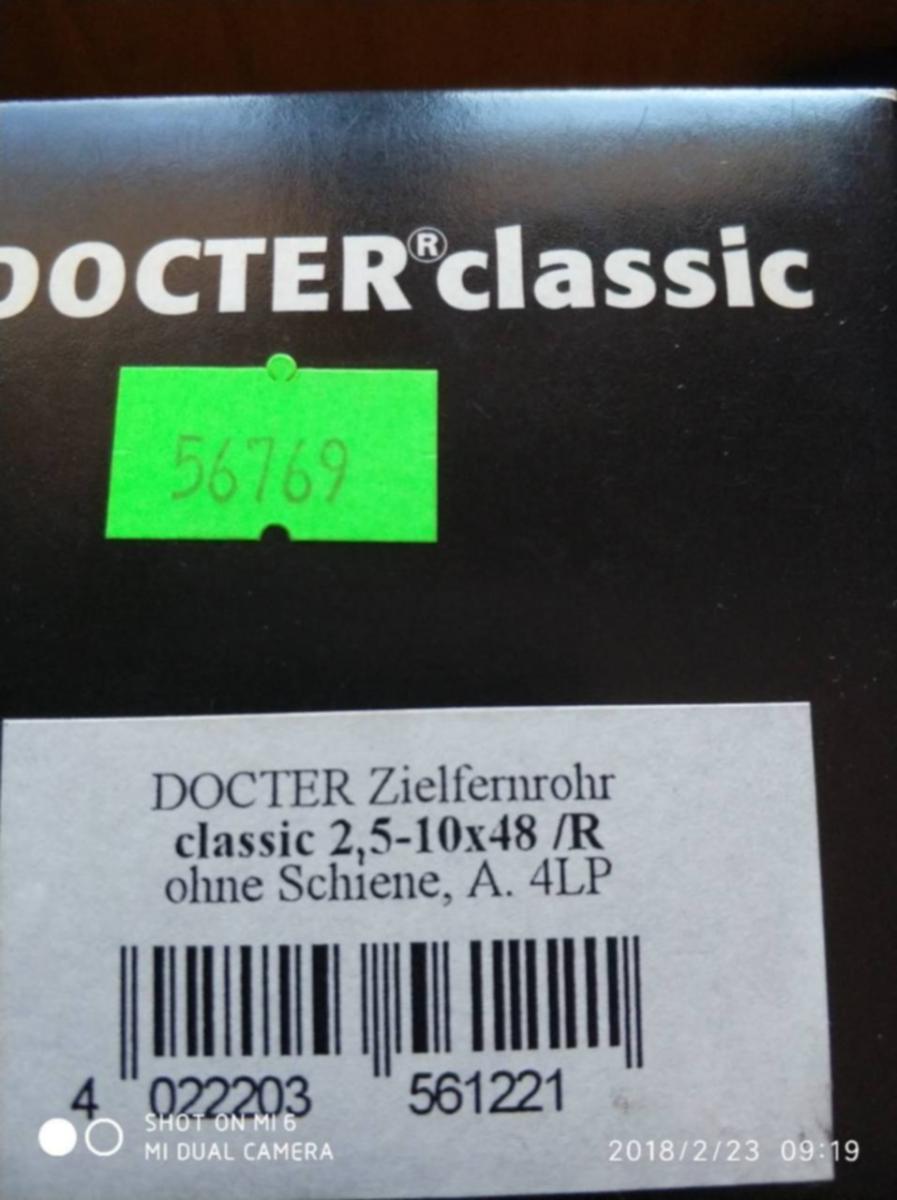 DOCTER®classic
56769
DOCTER Zielfernrohr
classic 2,5-10x48 /R
ohne Schiene, A. 4LP
4 022203 561221
SHOT ON MI 6
MI DUAL CAMERA
2018/2/23 09:19